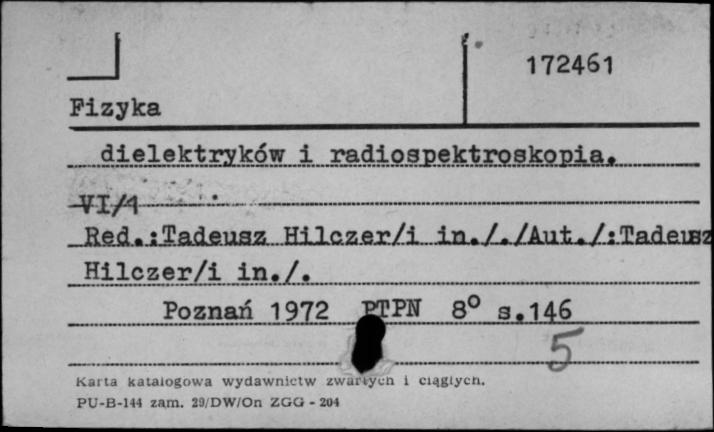 172461
Fizyka
dielektryków i radiospektroskopia.
VI/1
Red.:Tadeusz Hilczer/i in././Aut./:Tadeusz
Hilczer/i in./.
Poznań 1972 PTPN 8° s.146
5
Karta katalogowa wydawnictw zwartych i ciągłych.
PU-B-144 zam. 29/DW/On ZGG - 204